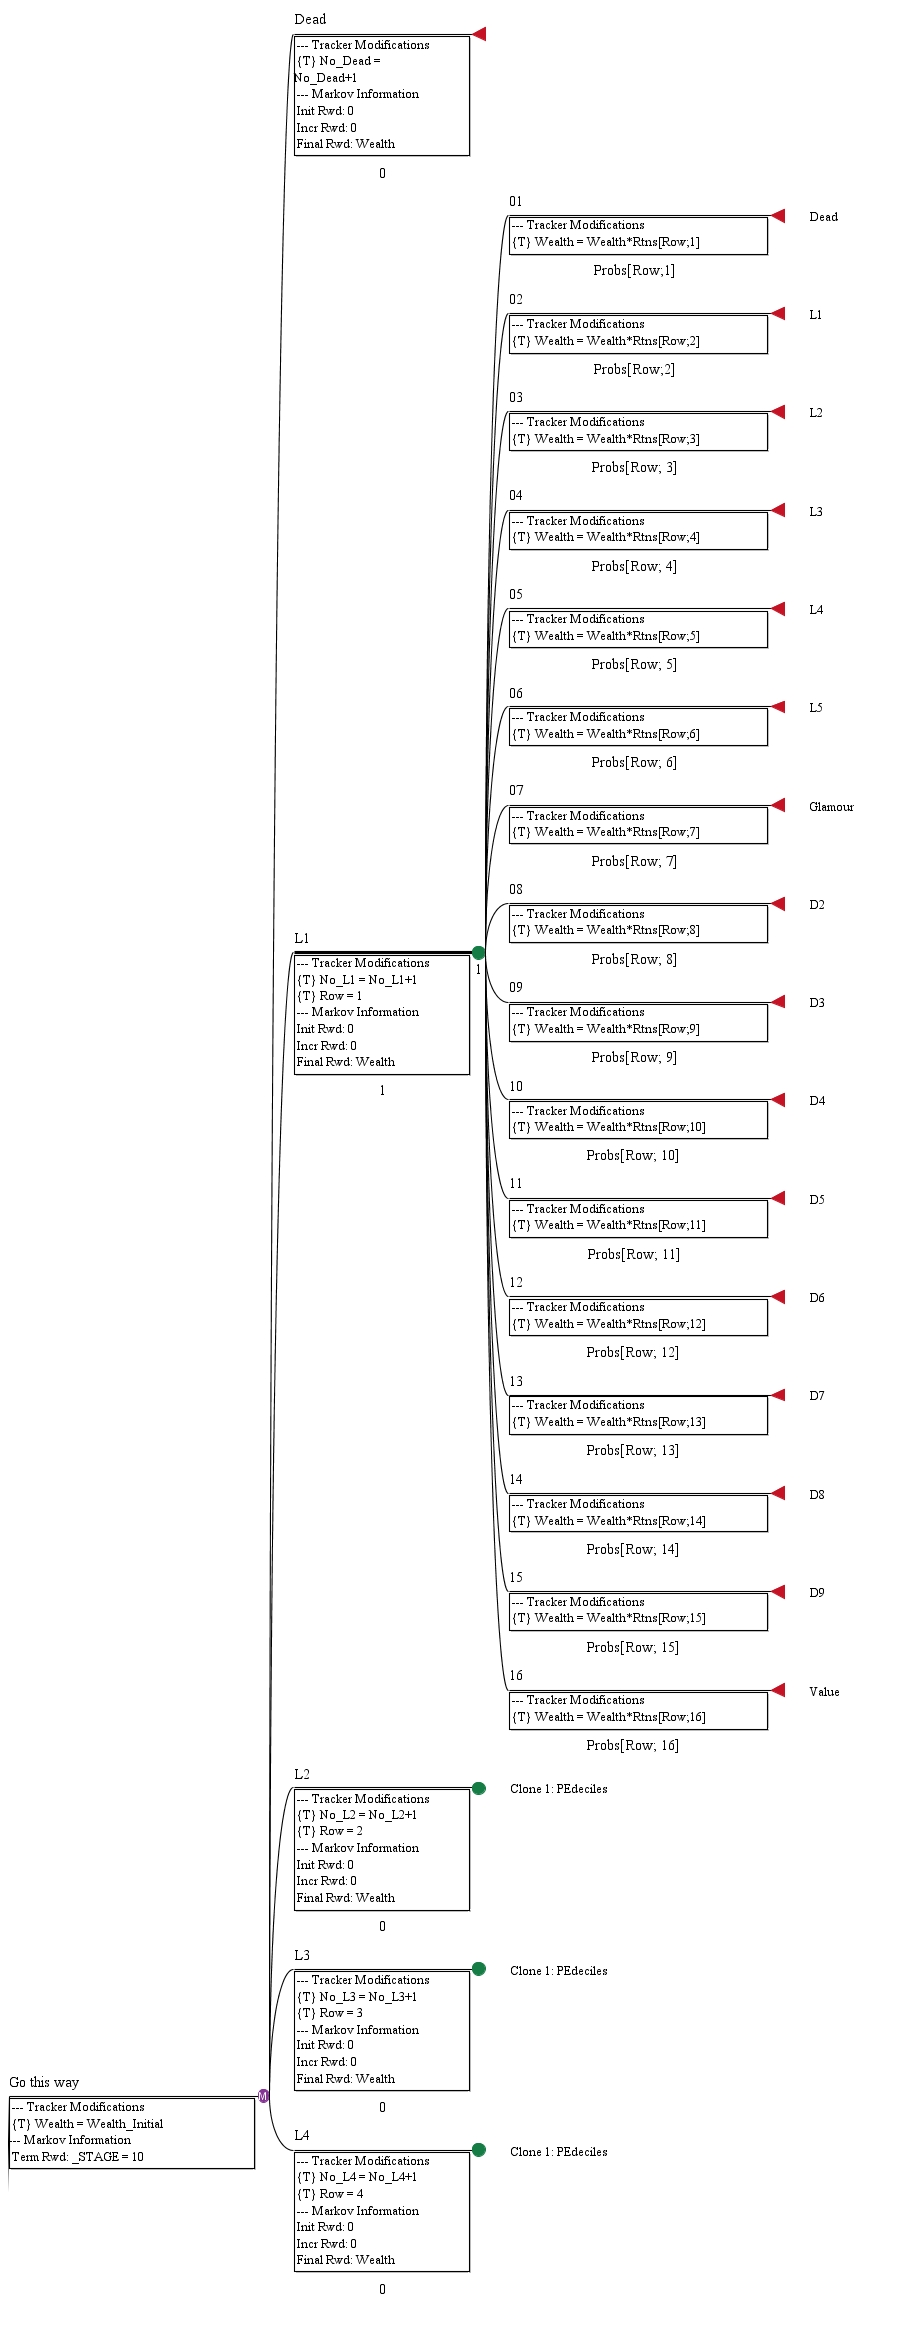 Dead
--- Tracker Modifications
{T} No_Dead =
No_Dead+1
--- Markov Information
Init Rwd: 0
Incr Rwd: 0
Final Rwd: Wealth
0
01
--- Tracker Modifications
{T} Wealth = Wealth*Rtns[Row;1]
Dead
Probs[Row;1]
02
--- Tracker Modifications
{T} Wealth = Wealth*Rtns[Row;2]
L1
Probs[Row;2]
03
--- Tracker Modifications
{T} Wealth = Wealth*Rtns[Row;3]
L2
Probs[Row; 3]
04
--- Tracker Modifications
{T} Wealth = Wealth*Rtns[Row;4]
L3
Probs[Row; 4]
05
--- Tracker Modifications
{T} Wealth = Wealth*Rtns[Row;5]
L4
Probs[Row; 5]
06
--- Tracker Modifications
{T} Wealth = Wealth*Rtns[Row;6]
L5
Probs[Row; 6]
07
--- Tracker Modifications
{T} Wealth = Wealth*Rtns[Row;7]
Glamour
Probs[Row; 7]
08
--- Tracker Modifications
{T} Wealth = Wealth*Rtns[Row;8]
D2
Probs[Row; 8]
L1
--- Tracker Modifications
{T} No_L1 = No_L1+1
{T} Row = 1
--- Markov Information
Init Rwd: 0
Incr Rwd: 0
Final Rwd: Wealth
1
1
09
--- Tracker Modifications
{T} Wealth = Wealth*Rtns[Row;9]
D3
Probs[Row; 9]
10
--- Tracker Modifications
{T} Wealth = Wealth*Rtns[Row;10]
D4
Probs[Row; 10]
11
--- Tracker Modifications
{T} Wealth = Wealth*Rtns[Row;11]
D5
Probs[Row; 11]
12
--- Tracker Modifications
{T} Wealth = Wealth*Rtns[Row;12]
D6
Probs[Row; 12]
13
--- Tracker Modifications
{T} Wealth = Wealth*Rtns[Row;13]
D7
Probs[Row; 13]
14
--- Tracker Modifications
{T} Wealth = Wealth*Rtns[Row;14]
D8
Probs[Row; 14]
15
--- Tracker Modifications
{T} Wealth = Wealth*Rtns[Row;15]
D9
Probs[Row; 15]
16
--- Tracker Modifications
{T} Wealth = Wealth*Rtns[Row;16]
Value
Probs[Row; 16]
L2
--- Tracker Modifications
{T} No_L2 = No_L2+1
{T} Row = 2
--- Markov Information
Init Rwd: 0
Incr Rwd: 0
Final Rwd: Wealth
0
Clone 1: PEdeciles
L3
--- Tracker Modifications
{T} No_L3 = No_L3+1
{T} Row = 3
--- Markov Information
Init Rwd: 0
Incr Rwd: 0
Final Rwd: Wealth
0
Clone 1: PEdeciles
Go this way
M
--- Tracker Modifications
{T} Wealth = Wealth_Initial
--- Markov Information
Term Rwd: _STAGE = 10
L4
--- Tracker Modifications
{T} No_L4 = No_L4+1
{T} Row = 4
--- Markov Information
Init Rwd: 0
Incr Rwd: 0
Final Rwd: Wealth
0
Clone 1: PEdeciles